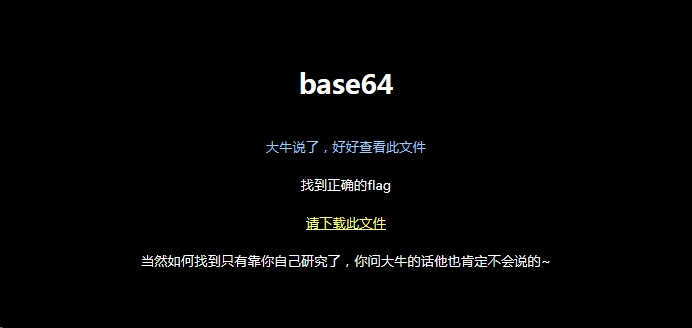 base64
大牛说了，好好查看此文件
找到正确的flag
请下载此文件
当然如何找到只有靠你自己研究了，你问大牛的话他也肯定不会说的~